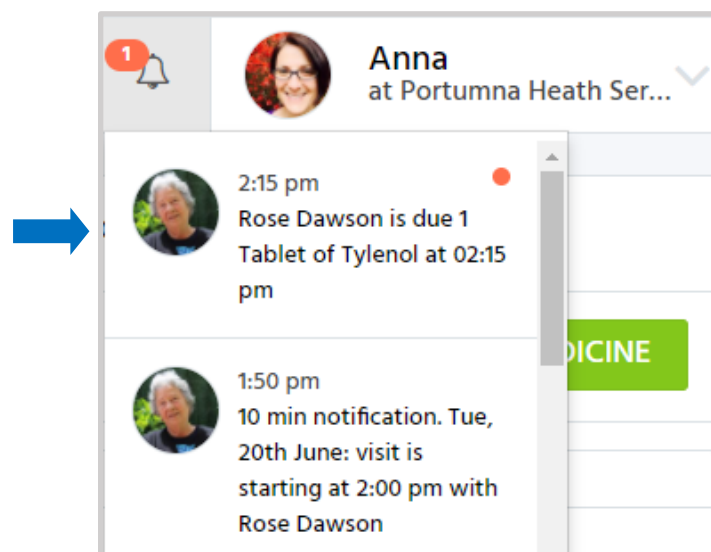 1
Anna
at Portumna Heath Ser...
2:15 pm
Rose Dawson is due 1
Tablet of Tylenol at 02:15
pm
DICINE
1:50 pm
10 min notification. Tue,
20th June: visit is
starting at 2:00 pm with
Rose Dawson